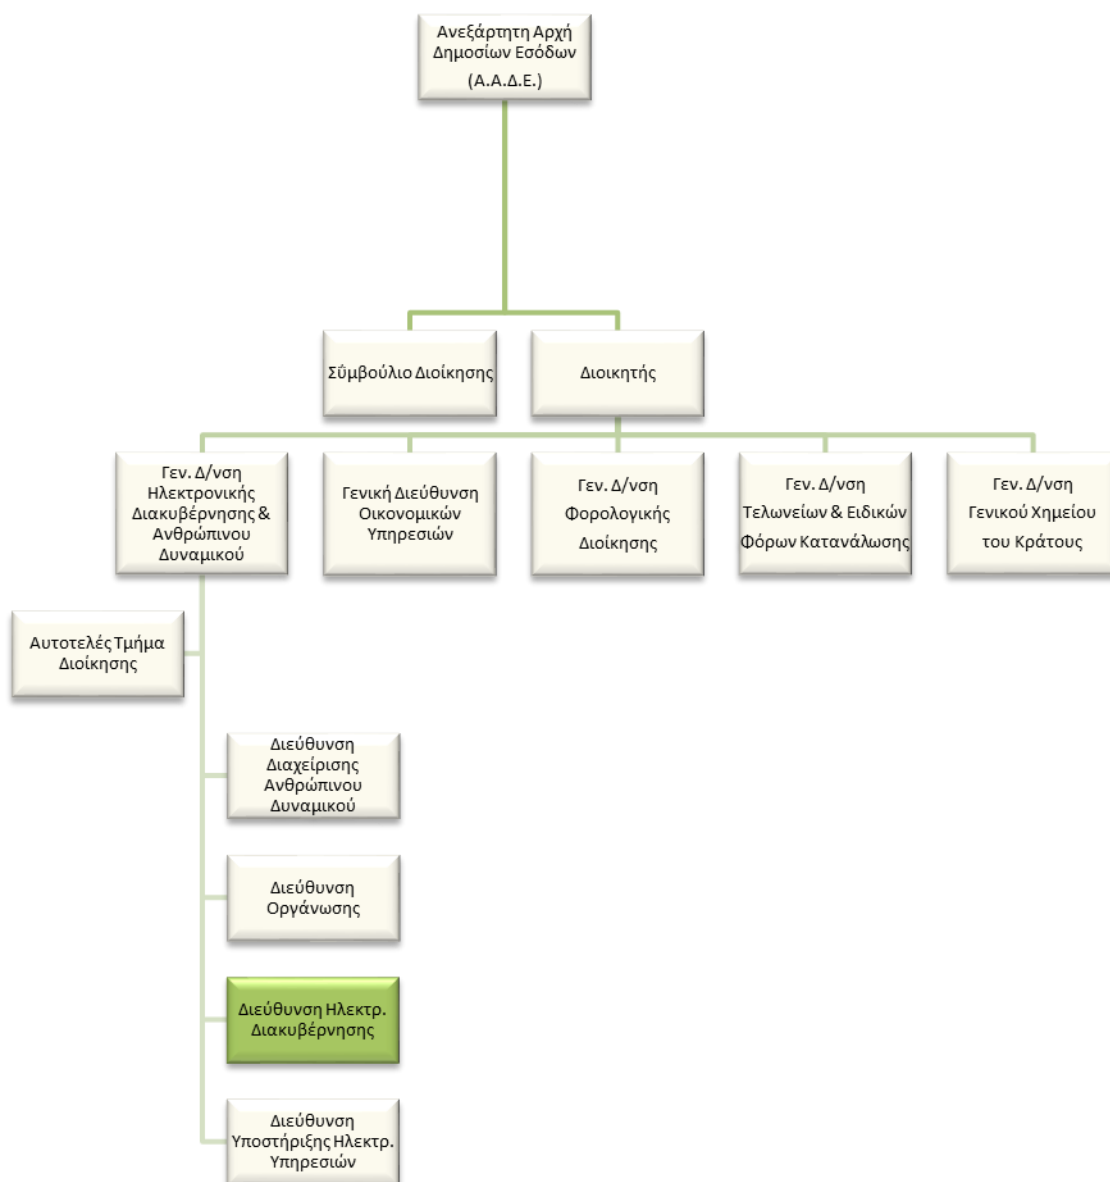 Ανεξάρτητη Αρχή
Δημοσίων Εσόδων
(Α.Α.Δ.Ε.)
Σΰμβούλιο Διοίκησης
Διοικητής
Γεν. Δ/νση
Ηλεκτρονικής
Διακυβέρνησης &
Ανθρώπινου
Δυναμικού
Γενική Διεύθυνση
Οικονομικών
Υπηρεσιών
Γεν. Δ/νση
Φορολογικής
Διοίκησης
Γεν. Δ/νση
Τελωνείων & Ειδικών
Φόρων Κατανάλωσης
Γεν. Δ/νση
Γενικού Χημείου
του Κράτους
Αυτοτελές Τμήμα
Διοίκησης
Διεύθυνση
Διαχείρισης
Ανθρώπινου
Δυναμικού
Διεύθυνση
Οργάνωσης
Διεύθυνση Ηλεκτρ.
Διακυβέρνησης
Διεύθυνση
Υποστήριξης Ηλεκτρ.
Υπηρεσιών